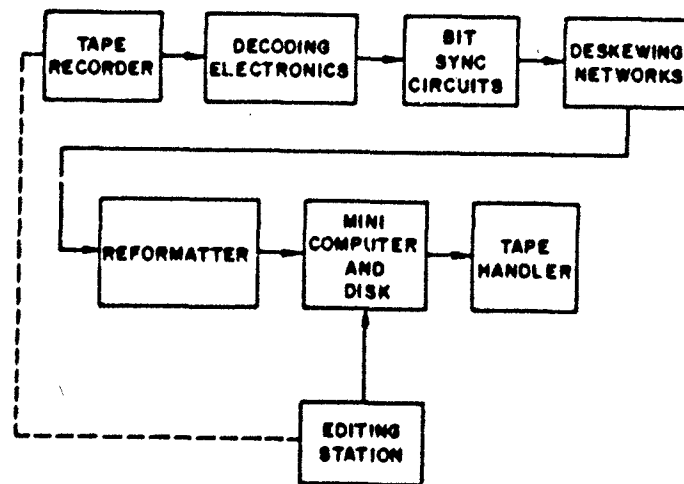 TAPE
RECORDER
DECODING
ELECTRONICS
BIT
SYNC
CIRCUITS
DESKEWING
NETWORKS
REFORMATTER
MINI
COMPUTER
AND
DISK
TAPE
HANDLER
EDITING
STATION